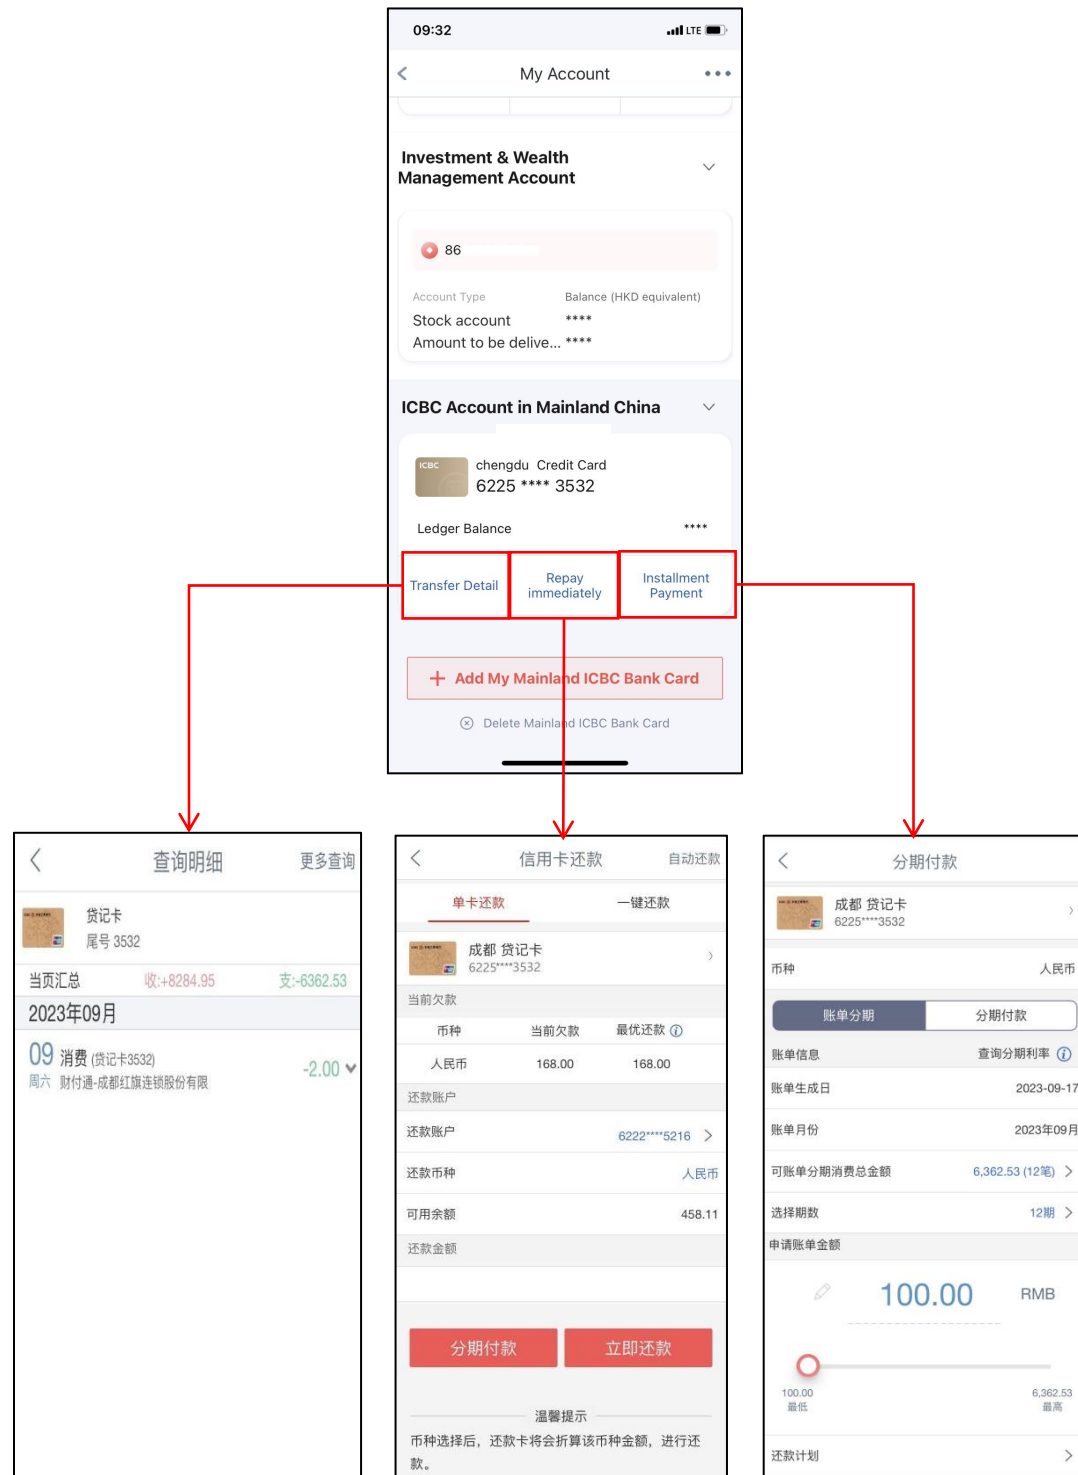 09:32
LTE
My Account
Investment & Wealth
Management Account
86
Account Type Balance (HKD equivalent)
Stock account ****
Amount to be delive... ****
ICBC Account in Mainland China
ICBC
chengdu Credit Card
6225 **** 3532
Ledger Balance ****
Transfer Detail
Repay
immediately
Installment
Payment
+ Add My Mainland ICBC Bank Card
Delete Mainland ICBC Bank Card
查询明细 更多查询
贷记卡
尾号 3532
当页汇总 收:+8284.95 支:-6362.53
2023年09月
09 消费 (贷记卡3532)
周六 财付通-成都红旗连锁股份有限
-2.00
信用卡还款 自动还款
单卡还款 一键还款
成都 贷记卡
6225****3532
当前欠款
币种 当前欠款 最优还款
人民币 168.00 168.00
还款账户
还款账户 6222****5216
还款币种 人民币
可用余额 458.11
还款金额
分期付款 立即还款
温馨提示
币种选择后，还款卡将会折算该币种金额，进行还
款。
分期付款
成都 贷记卡
6225****3532
币种 人民币
账单分期 分期付款
账单信息 查询分期利率
账单生成日 2023-09-17
账单月份 2023年09月
可账单分期消费总金额 6,362.53 (12笔)
选择期数 12期
申请账单金额
100.00 RMB
100.00 6,362.53
最低 最高
还款计划